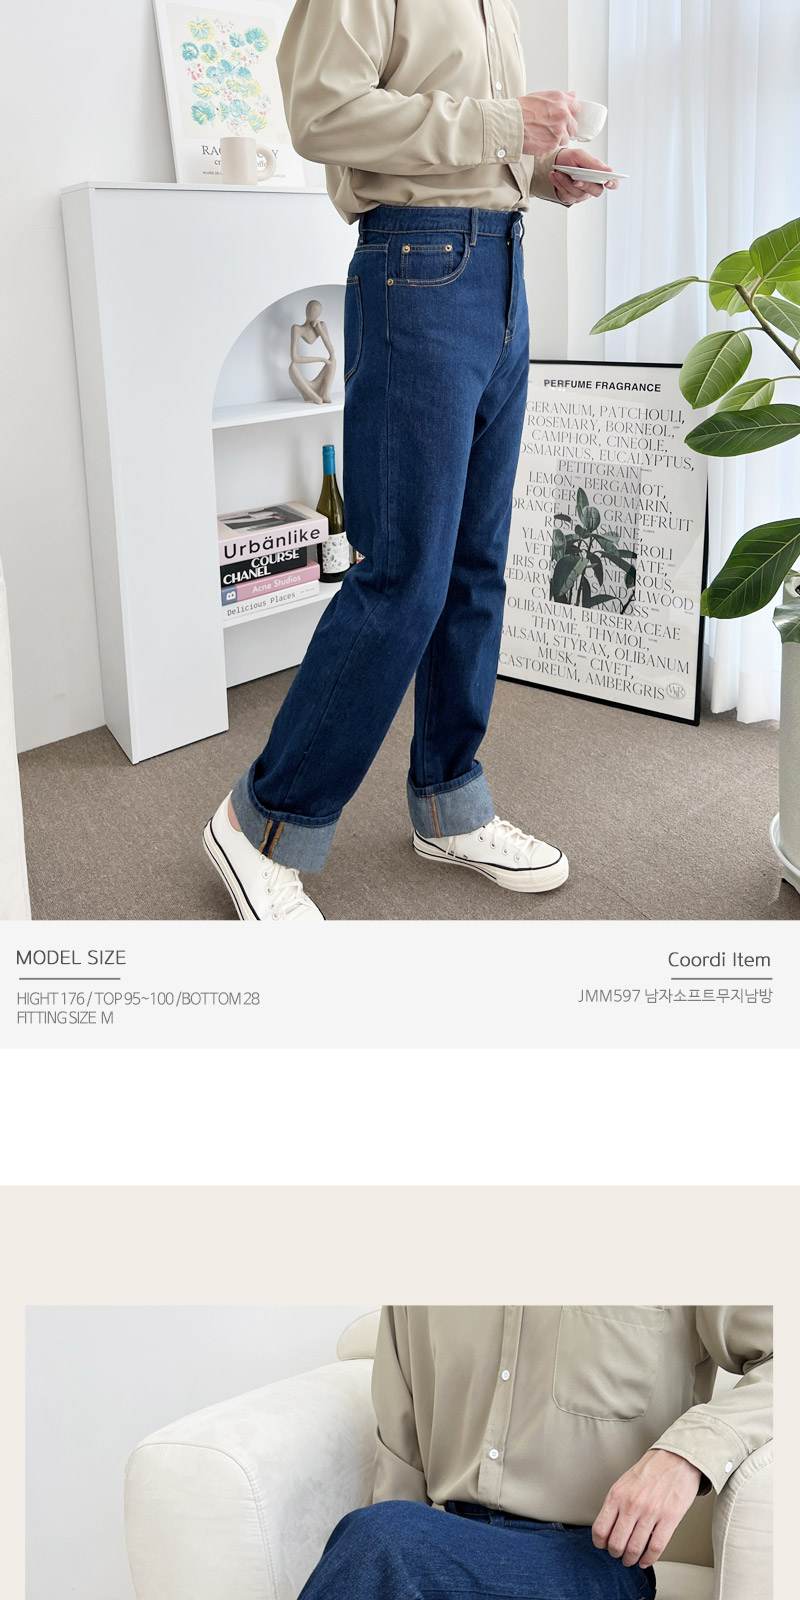 PERFUME FRAGRANCE
GERANIUM, PATCHOULI,
ROSEMARY, BORNEOL,
CAMPHOR, CINEOLE,
OSMARINUS, EUCALYPTUS,
PETITGRAIN
LEMON, BERGAMOT,
COUMARIN,
GRAPEFRUIT
NEROLI
OLIBANUM, BURSERACEAE
THYME, THYMOL,
BALSAM, STYRAX, OLIBANUM
MUSK, CIVET,
CASTOREUM, AMBERGRIS
Urbänlike
COURSE
CHANEL
Acne Studios
Delicious Places
MODEL SIZE
HIGHT 176 / TOP 95~100 /BOTTOM 28
FITTING SIZE M
Coordi Item
JMM597 남자소프트무지남방